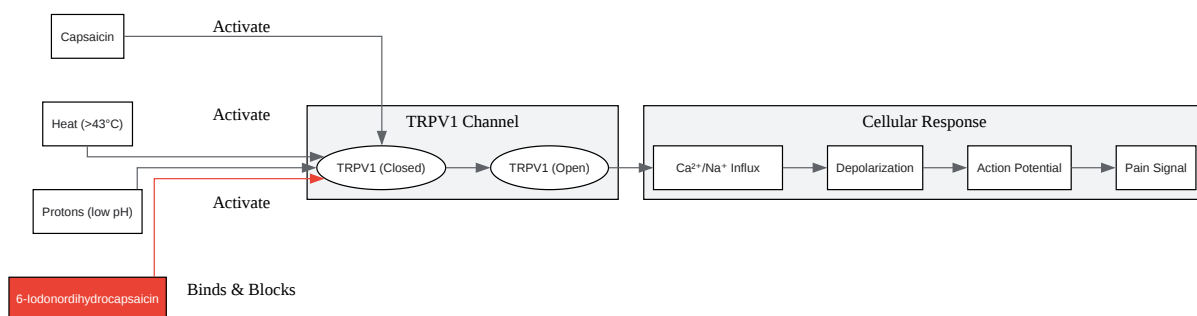 Capsaicin
Activate
Heat (>43°C)
Activate
TRPV1 Channel
Cellular Response
TRPV1 (Closed)
TRPV1 (Open)
Ca²⁺/Na⁺ Influx
Depolarization
Action Potential
Pain Signal
Protons (low pH)
Activate
6-Iodonordihydrocapsaicin
Binds & Blocks